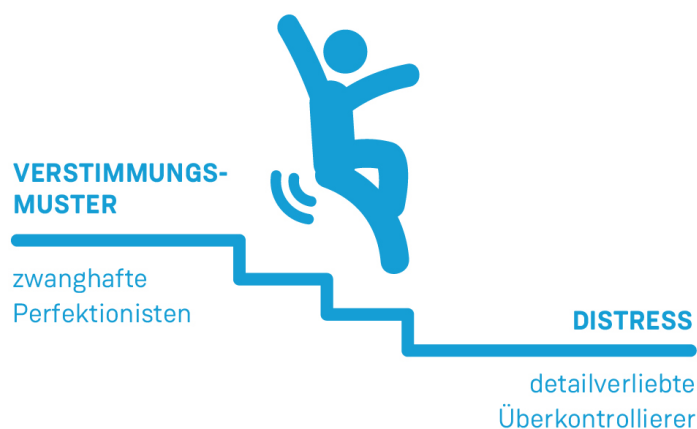 VERSTIMMUNGS-
MUSTER
zwanghafte
Perfektionisten
DISTRESS
detailverliebte
Überkontrollierer